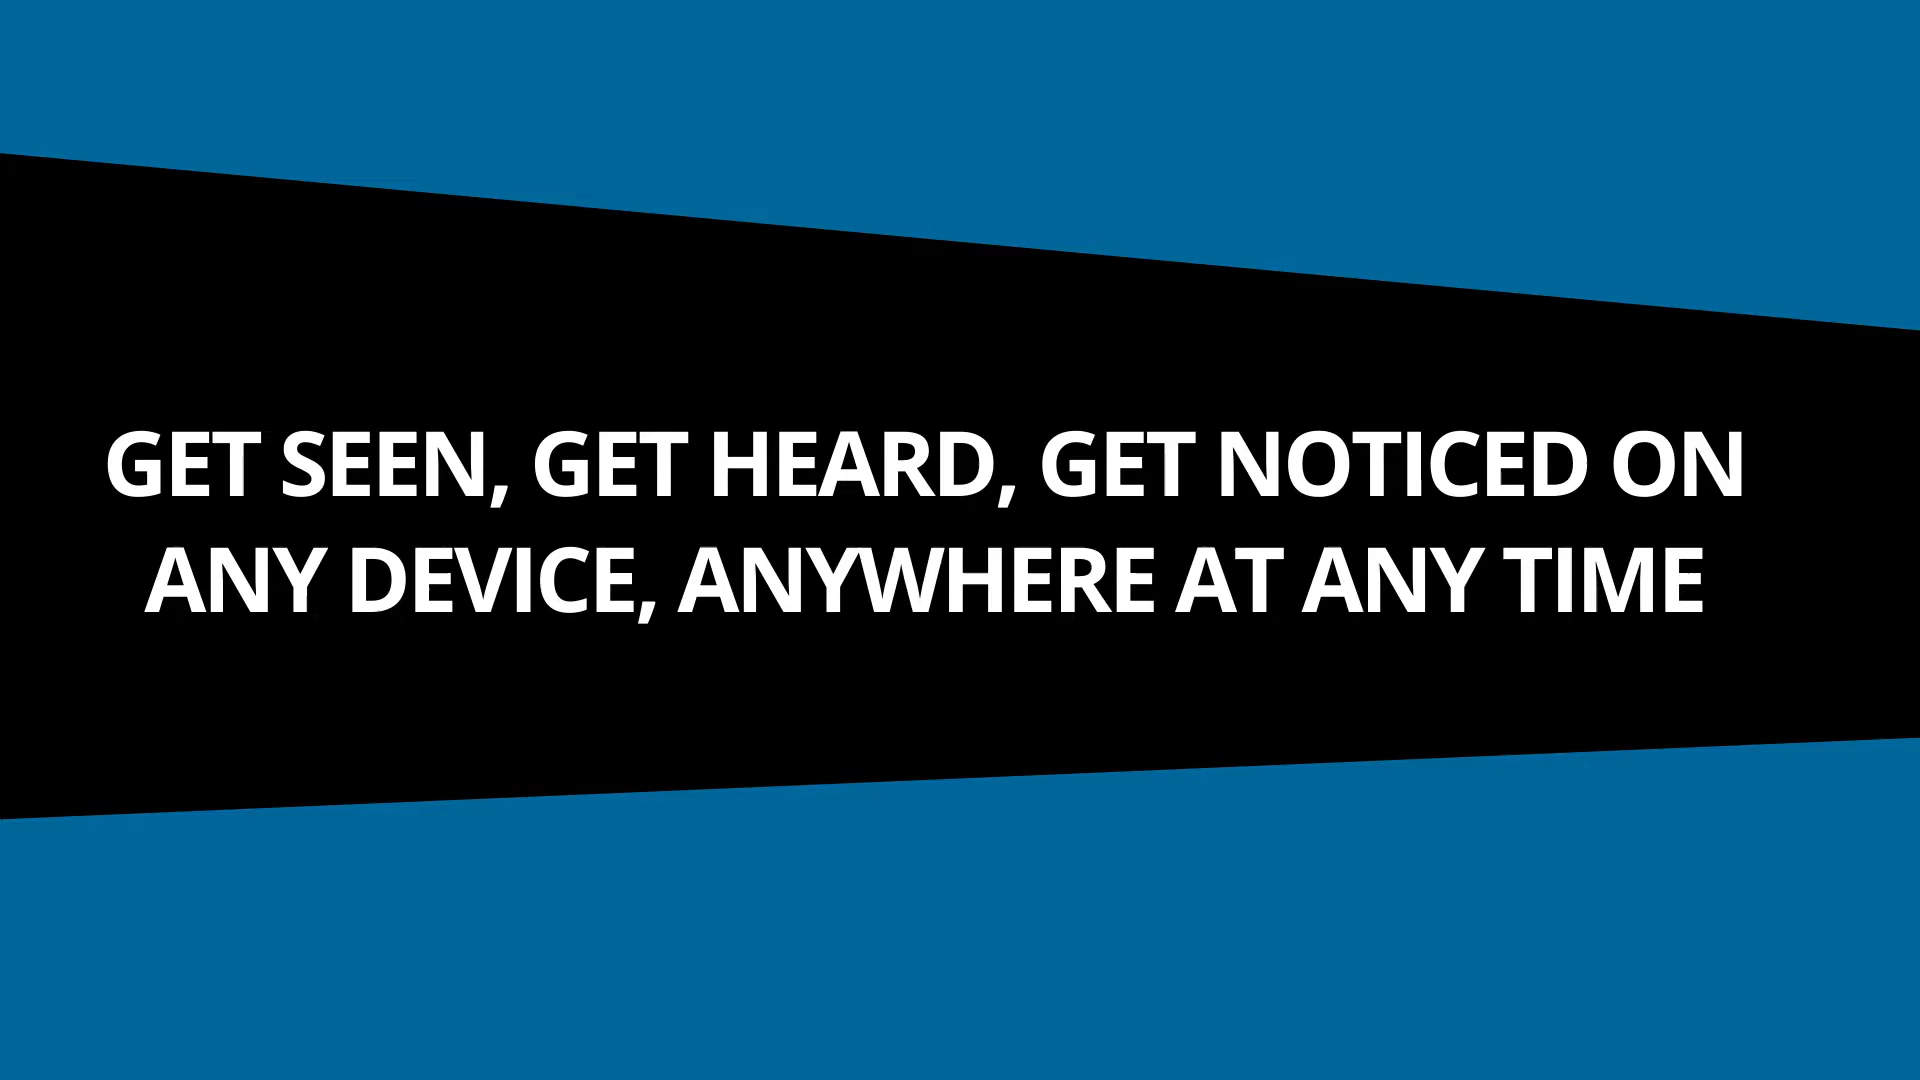 GET SEEN, GET HEARD, GET NOTICED ON
ANY DEVICE, ANYWHERE AT ANY TIME